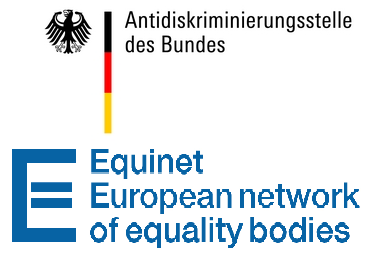 Antidiskriminierungsstelle
des Bundes
Equinet
European network
of equality bodies